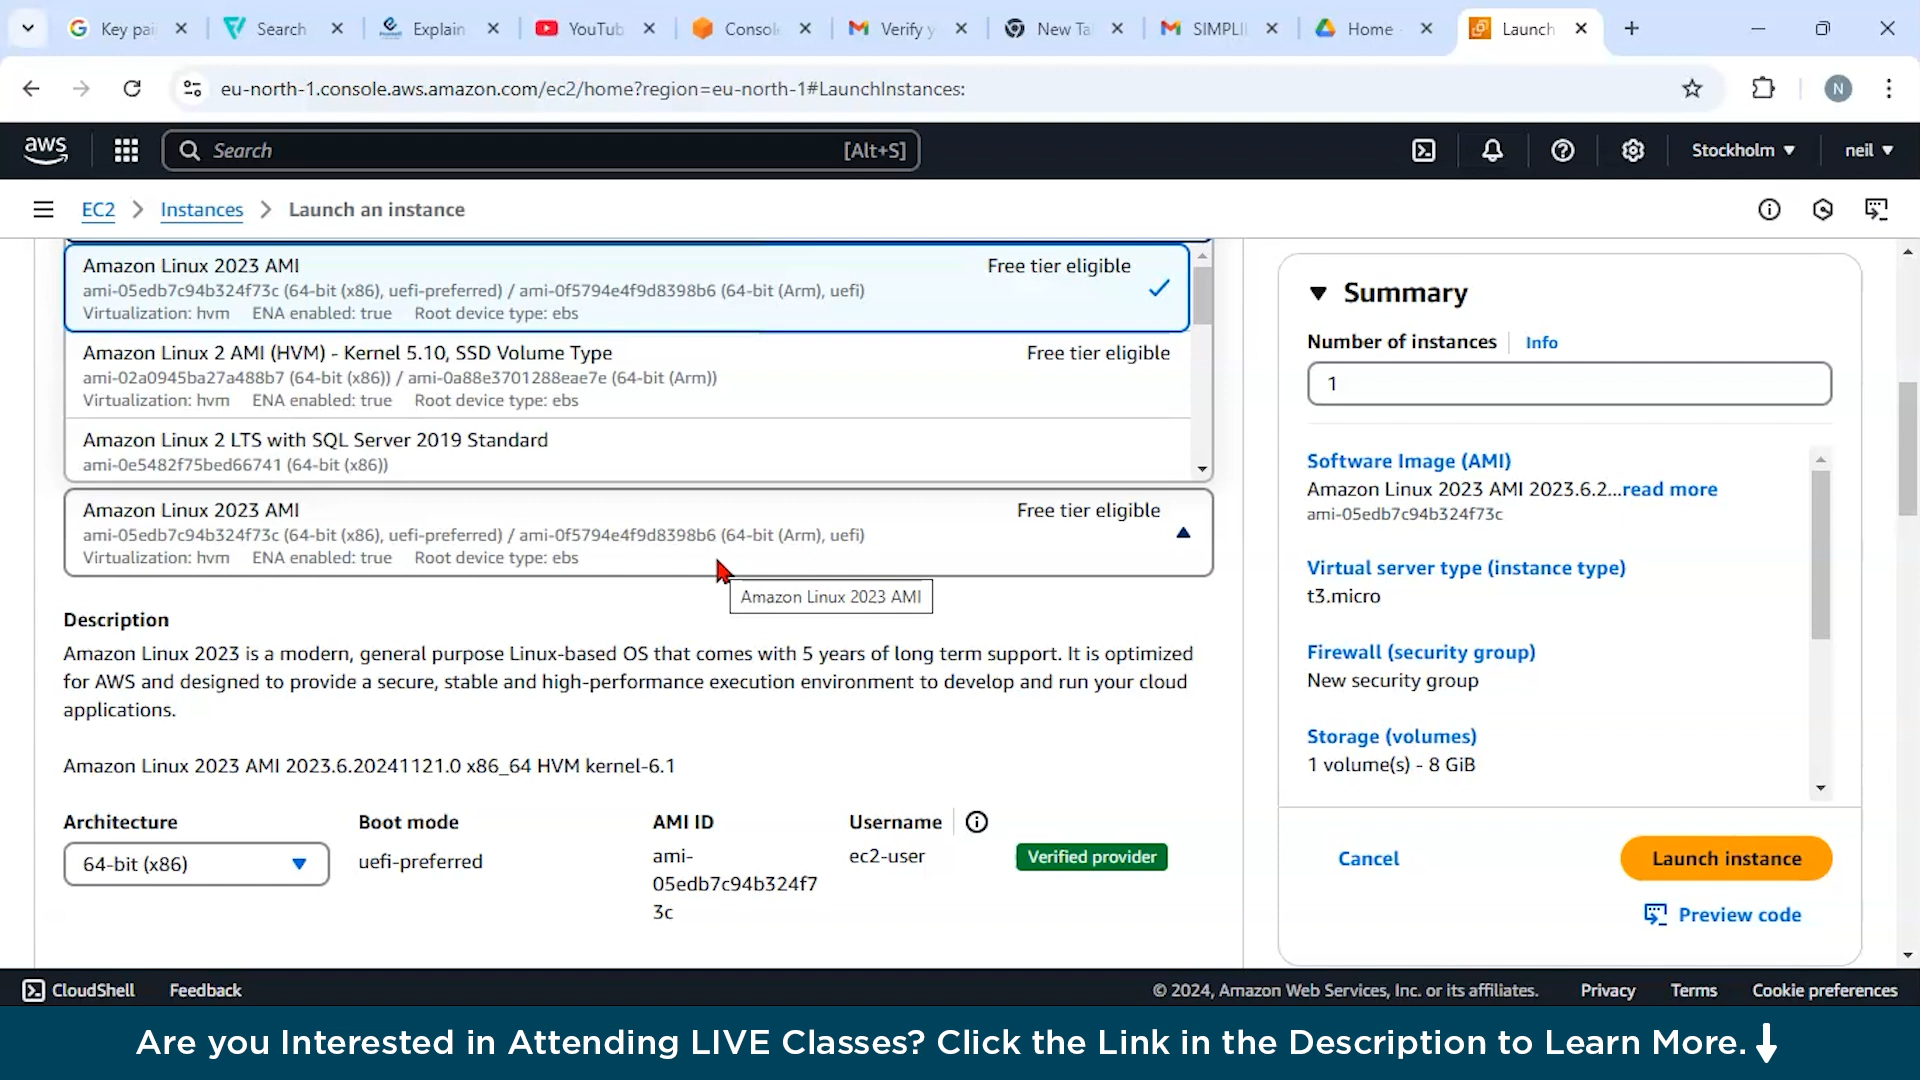 Key pai
Search
Explain
YouTub
Consol
Verify y
New Ta
SIMPLI
Home
Launch
eu-north-1.console.aws.amazon.com/ec2/home?region=eu-north-1#LaunchInstances:
N
aws
Search
[Alt+S]
Stockholm
neil
EC2
Instances
Launch an instance
Amazon Linux 2023 AMI
Free tier eligible
ami-05edb7c94b324f73c (64-bit (x86), uefi-preferred) / ami-0f5794e4f9d8398b6 (64-bit (Arm), uefi)
Virtualization: hvm ENA enabled: true Root device type: ebs
Amazon Linux 2 AMI (HVM) - Kernel 5.10, SSD Volume Type
Free tier eligible
ami-02a0945ba27a488b7 (64-bit (x86)) / ami-0a88e3701288eae7e (64-bit (Arm))
Virtualization: hvm ENA enabled: true Root device type: ebs
Amazon Linux 2 LTS with SQL Server 2019 Standard
ami-0e5482f75bed66741 (64-bit (x86))
Amazon Linux 2023 AMI
Free tier eligible
ami-05edb7c94b324f73c (64-bit (x86), uefi-preferred) / ami-0f5794e4f9d8398b6 (64-bit (Arm), uefi)
Virtualization: hvm ENA enabled: true Root device type: ebs
Amazon Linux 2023 AMI
Description
Amazon Linux 2023 is a modern, general purpose Linux-based OS that comes with 5 years of long term support. It is optimized
for AWS and designed to provide a secure, stable and high-performance execution environment to develop and run your cloud
applications.
Amazon Linux 2023 AMI 2023.6.20241121.0 x86_64 HVM kernel-6.1
Architecture
64-bit (x86)
Boot mode
uefi-preferred
AMI ID
ami-
05edb7c94b324f7
3c
Username
ec2-user
Verified provider
Summary
Number of instances
Info
1
Software Image (AMI)
Amazon Linux 2023 AMI 2023.6.2...read more
ami-05edb7c94b324f73c
Virtual server type (instance type)
t3.micro
Firewall (security group)
New security group
Storage (volumes)
1 volume(s) - 8 GiB
Cancel
Launch instance
Preview code
CloudShell
Feedback
© 2024, Amazon Web Services, Inc. or its affiliates.
Privacy
Terms
Cookie preferences
Are you Interested in Attending LIVE Classes? Click the Link in the Description to Learn More.